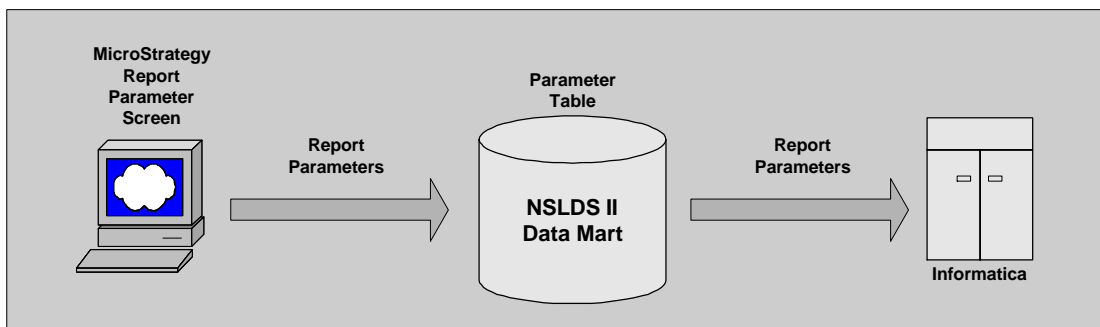 MicroStrategy
Report
Parameter
Screen
Report
Parameters
Parameter
Table
NSLDS II
Data Mart
Report
Parameters
Informatica